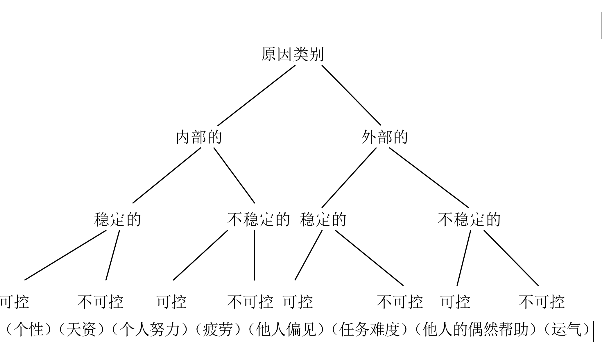 原因类别
内部的 外部的
稳定的 不稳定的 稳定的 不稳定的
可控 不可控 可控 不可控 可控 不可控 可控 不可控
（个性）（天资）（个人努力）（疲劳）（他人偏见）（任务难度）（他人的偶然帮助）（运气）